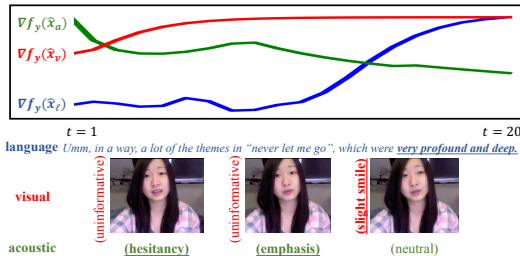 ∇f_y(x̂_a)
∇f_y(x̂_v)
∇f_y(x̂_ℓ)
t = 1 t = 20
language Umm, in a way, a lot of the themes in "never let me go", which were very profound and deep.
visual (uninformative) (uninformative) (slight smile)
acoustic (hesitancy) (emphasis) (neutral)